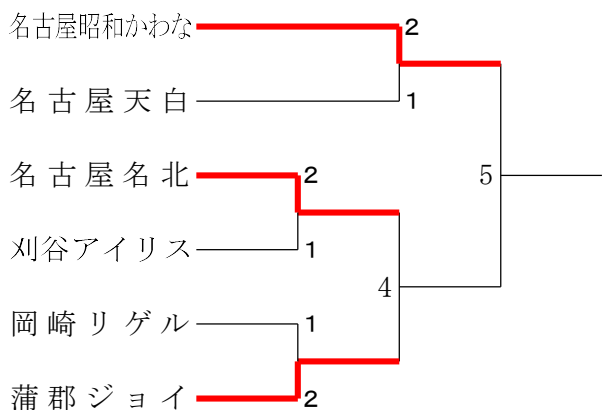 名古屋昭和かわな 2
名古屋天白 1
名古屋名北 2
5
刈谷アイリス 1
4
岡崎リゲル 1
蒲郡ジョイ 2